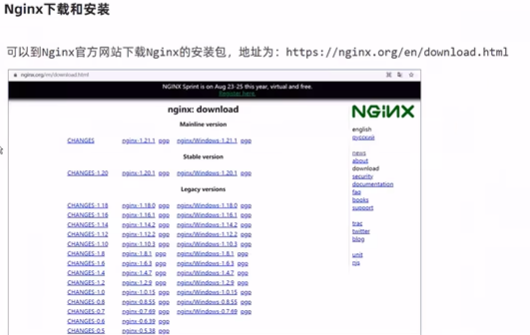 Nginx下载和安装
可以到Nginx官方网站下载Nginx的安装包，地址为：https://nginx.org/en/download.html
nginx.org/en/download.html
NGINX Sprint is on Aug 23-25 this year, virtual and free.
Register here.
nginx: download
NGINX
Mainline version
CHANGES nginx-1.21.1 pgp nginx/Windows-1.21.1 pgp
Stable version
CHANGES-1.20 nginx-1.20.1 pgp nginx/Windows-1.20.1 pgp
Legacy versions
CHANGES-1.18 nginx-1.18.0 pgp nginx/Windows-1.18.0 pgp
CHANGES-1.16 nginx-1.16.1 pgp nginx/Windows-1.16.1 pgp
CHANGES-1.14 nginx-1.14.2 pgp nginx/Windows-1.14.2 pgp
CHANGES-1.12 nginx-1.12.2 pgp nginx/Windows-1.12.2 pgp
CHANGES-1.10 nginx-1.10.3 pgp nginx/Windows-1.10.3 pgp
CHANGES-1.8 nginx-1.8.1 pgp nginx/Windows-1.8.1 pgp
CHANGES-1.6 nginx-1.6.3 pgp nginx/Windows-1.6.3 pgp
CHANGES-1.4 nginx-1.4.7 pgp nginx/Windows-1.4.7 pgp
CHANGES-1.2 nginx-1.2.9 pgp nginx/Windows-1.2.9 pgp
CHANGES-1.0 nginx-1.0.15 pgp nginx/Windows-1.0.15 pgp
CHANGES-0.8 nginx-0.8.55 pgp nginx/Windows-0.8.55 pgp
CHANGES-0.7 nginx-0.7.69 pgp nginx/Windows-0.7.69 pgp
CHANGES-0.6 nginx-0.6.39 pgp
CHANGES-0.5 nginx-0.5.38 pgp
english
русский
news
about
download
security
documentation
faq
books
support
trac
twitter
blog
unit
njs